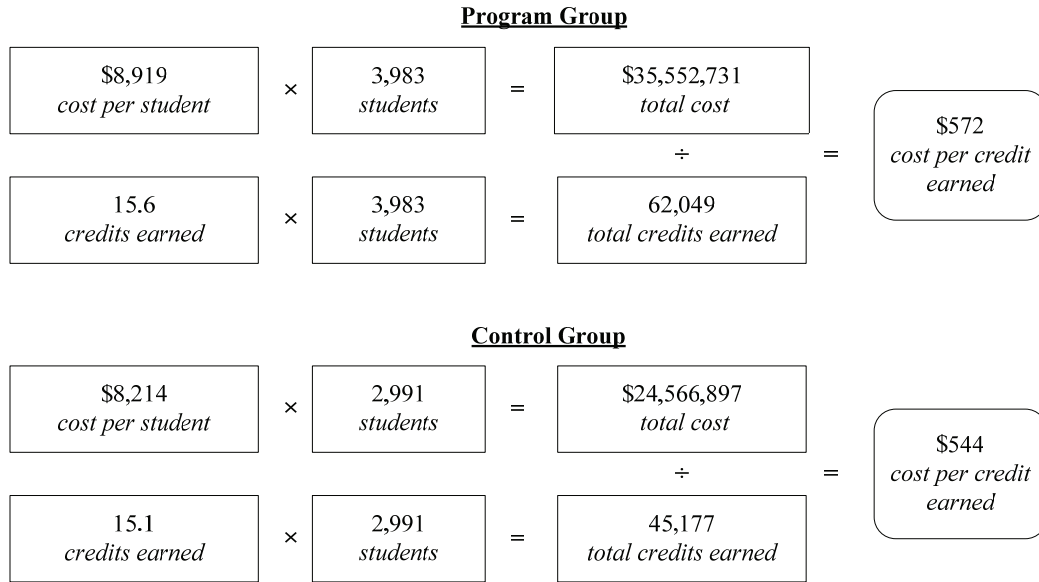 Program Group
$8,919
cost per student
×
3,983
students
=
$35,552,731
total cost
÷
=
$572
cost per credit
earned
15.6
credits earned
×
3,983
students
=
62,049
total credits earned
Control Group
$8,214
cost per student
×
2,991
students
=
$24,566,897
total cost
÷
=
$544
cost per credit
earned
15.1
credits earned
×
2,991
students
=
45,177
total credits earned